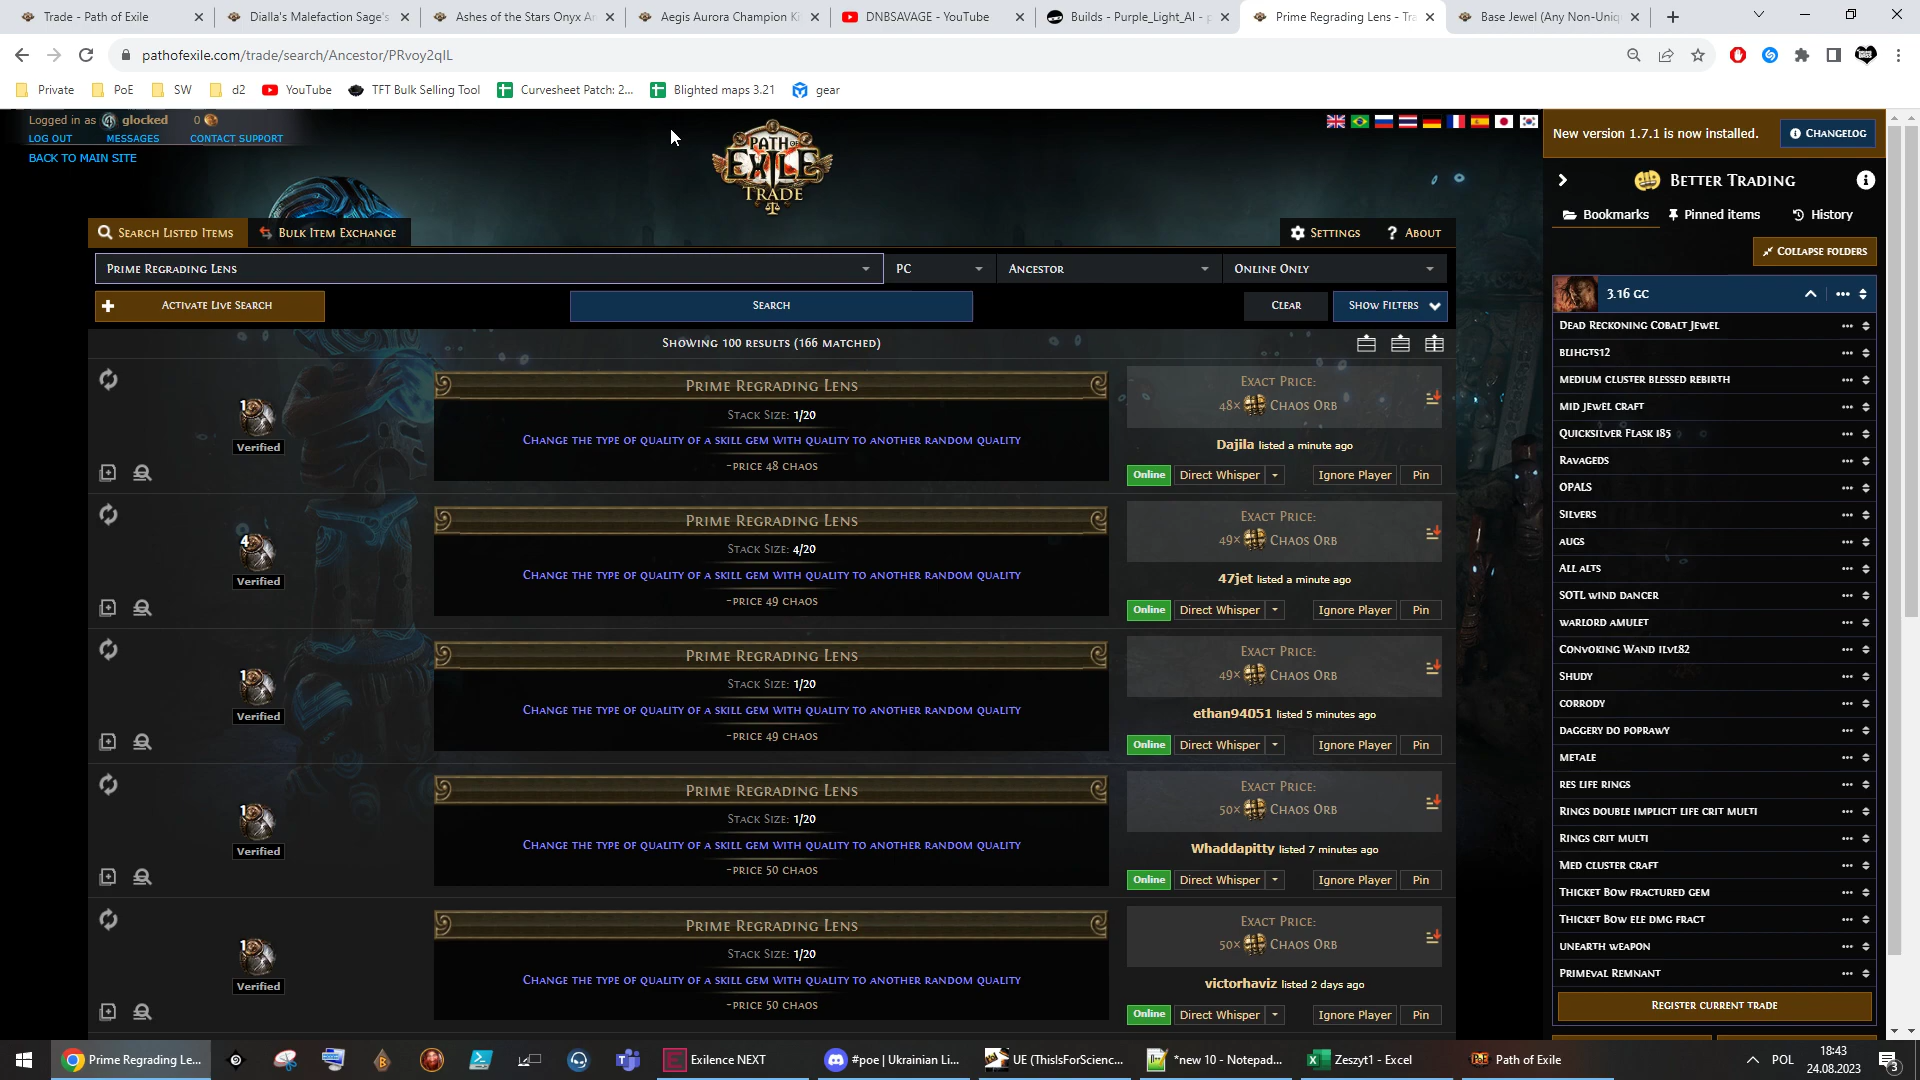 Trade - Path of Exile
Dialla's Malefaction Sage's
Ashes of the Stars Onyx An
Aegis Aurora Champion Ki
DNBSAVAGE - YouTube
Builds - Purple_Light_AI - p
Prime Regrading Lens - Tra
Base Jewel (Any Non-Uniq
pathofexile.com/trade/search/Ancestor/PRvoy2qIL
Private
PoE
SW
d2
YouTube
TFT Bulk Selling Tool
Curvesheet Patch: 2...
Blighted maps 3.21
gear
Logged in as glocked 0
LOG OUT MESSAGES CONTACT SUPPORT
BACK TO MAIN SITE
PATH OF EXILE TRADE
New version 1.7.1 is now installed. CHANGELOG
BETTER TRADING
Bookmarks Pinned items History
COLLAPSE FOLDERS
SEARCH LISTED ITEMS BULK ITEM EXCHANGE
SETTINGS ? ABOUT
PRIME REGRADING LENS PC ANCESTOR ONLINE ONLY
ACTIVATE LIVE SEARCH SEARCH CLEAR SHOW FILTERS
SHOWING 100 RESULTS (166 MATCHED)
1
Verified
PRIME REGRADING LENS
STACK SIZE: 1/20
CHANGE THE TYPE OF QUALITY OF A SKILL GEM WITH QUALITY TO ANOTHER RANDOM QUALITY
~PRICE 48 CHAOS
EXACT PRICE:
48× CHAOS ORB
Dajila listed a minute ago
Online Direct Whisper Ignore Player Pin
4
Verified
PRIME REGRADING LENS
STACK SIZE: 4/20
CHANGE THE TYPE OF QUALITY OF A SKILL GEM WITH QUALITY TO ANOTHER RANDOM QUALITY
~PRICE 49 CHAOS
EXACT PRICE:
49× CHAOS ORB
47jet listed a minute ago
Online Direct Whisper Ignore Player Pin
1
Verified
PRIME REGRADING LENS
STACK SIZE: 1/20
CHANGE THE TYPE OF QUALITY OF A SKILL GEM WITH QUALITY TO ANOTHER RANDOM QUALITY
~PRICE 49 CHAOS
EXACT PRICE:
49× CHAOS ORB
ethan94051 listed 5 minutes ago
Online Direct Whisper Ignore Player Pin
1
Verified
PRIME REGRADING LENS
STACK SIZE: 1/20
CHANGE THE TYPE OF QUALITY OF A SKILL GEM WITH QUALITY TO ANOTHER RANDOM QUALITY
~PRICE 50 CHAOS
EXACT PRICE:
50× CHAOS ORB
Whaddapitty listed 7 minutes ago
Online Direct Whisper Ignore Player Pin
1
Verified
PRIME REGRADING LENS
STACK SIZE: 1/20
CHANGE THE TYPE OF QUALITY OF A SKILL GEM WITH QUALITY TO ANOTHER RANDOM QUALITY
~PRICE 50 CHAOS
EXACT PRICE:
50× CHAOS ORB
victorhaviz listed 2 days ago
Online Direct Whisper Ignore Player Pin
3.16 GC
DEAD RECKONING COBALT JEWEL
BLIHGTS12
MEDIUM CLUSTER BLESSED REBIRTH
MID JEWEL CRAFT
QUICKSILVER FLASK 185
RAVAGEDS
OPALS
SILVERS
AUGS
ALL ALTS
SOTL WIND DANCER
WARLORD AMULET
CONVOKING WAND ILVL82
SHUDY
CORRODY
DAGGERY DO POPRAWY
METALE
RES LIFE RINGS
RINGS DOUBLE IMPLICIT LIFE CRIT MULTI
RINGS CRIT MULTI
MED CLUSTER CRAFT
THICKET BOW FRACTURED GEM
THICKET BOW ELE DMG FRACT
UNEARTH WEAPON
PRIMEVAL REMNANT
REGISTER CURRENT TRADE
Prime Regrading Le...
Exilence NEXT
#poe | Ukrainian Li...
UE (ThisIsForScienc...
*new 10 - Notepad...
Zeszyt1 - Excel
Path of Exile
POL
18:43
24.08.2023
3